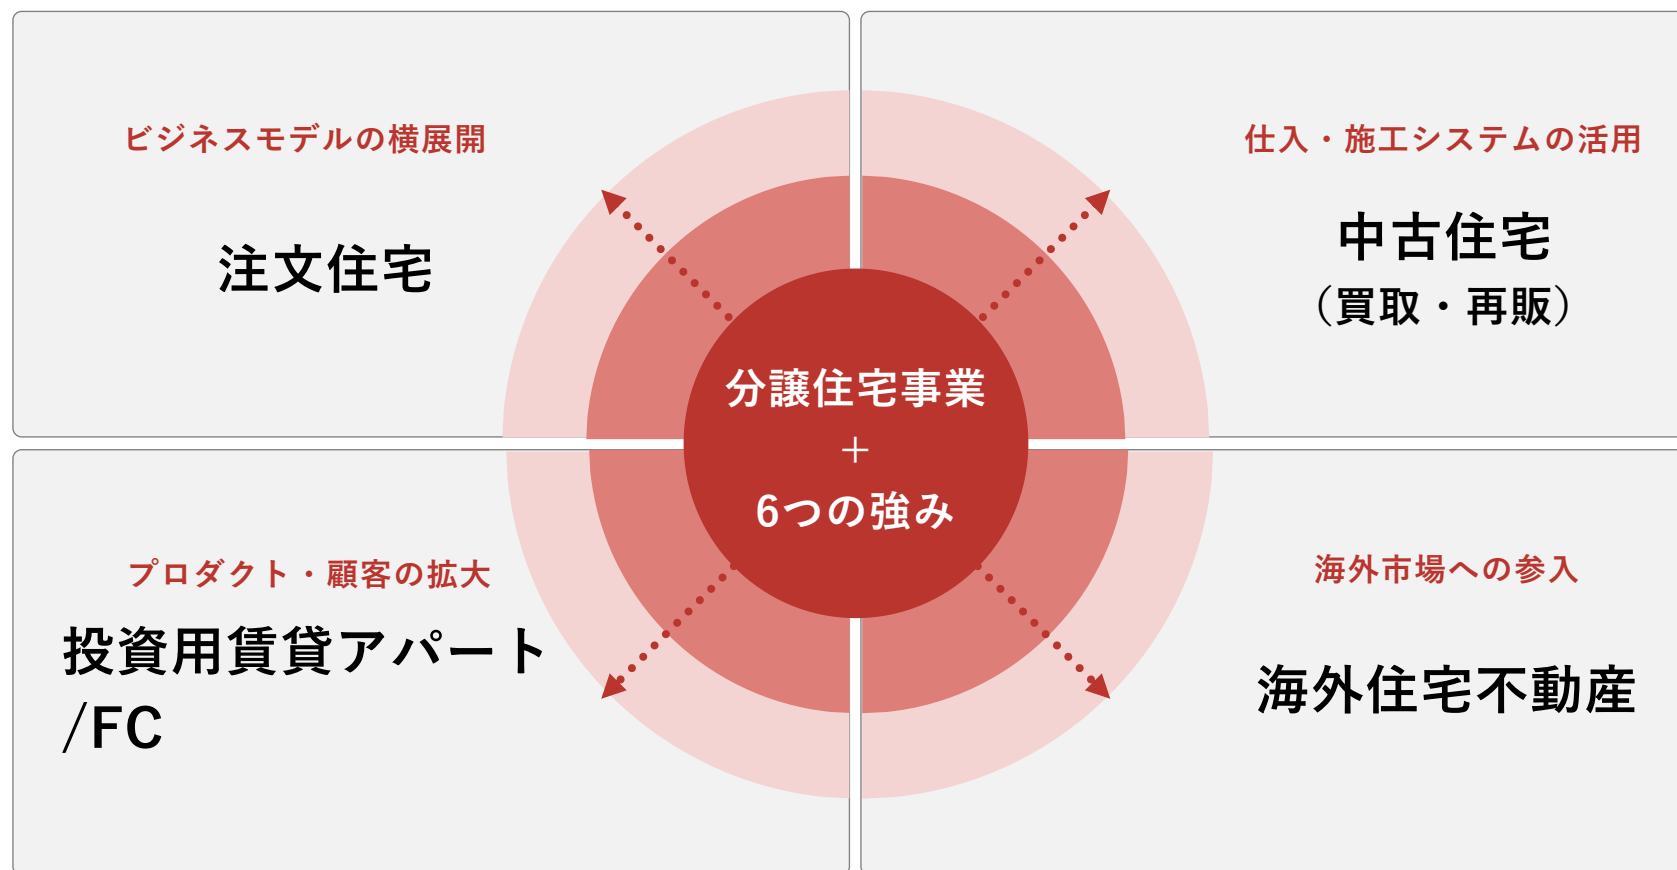 ビジネスモデルの横展開
注文住宅
仕入・施工システムの活用
中古住宅
（買取・再販）
分譲住宅事業
＋
6つの強み
プロダクト・顧客の拡大
投資用賃貸アパート
/FC
海外市場への参入
海外住宅不動産